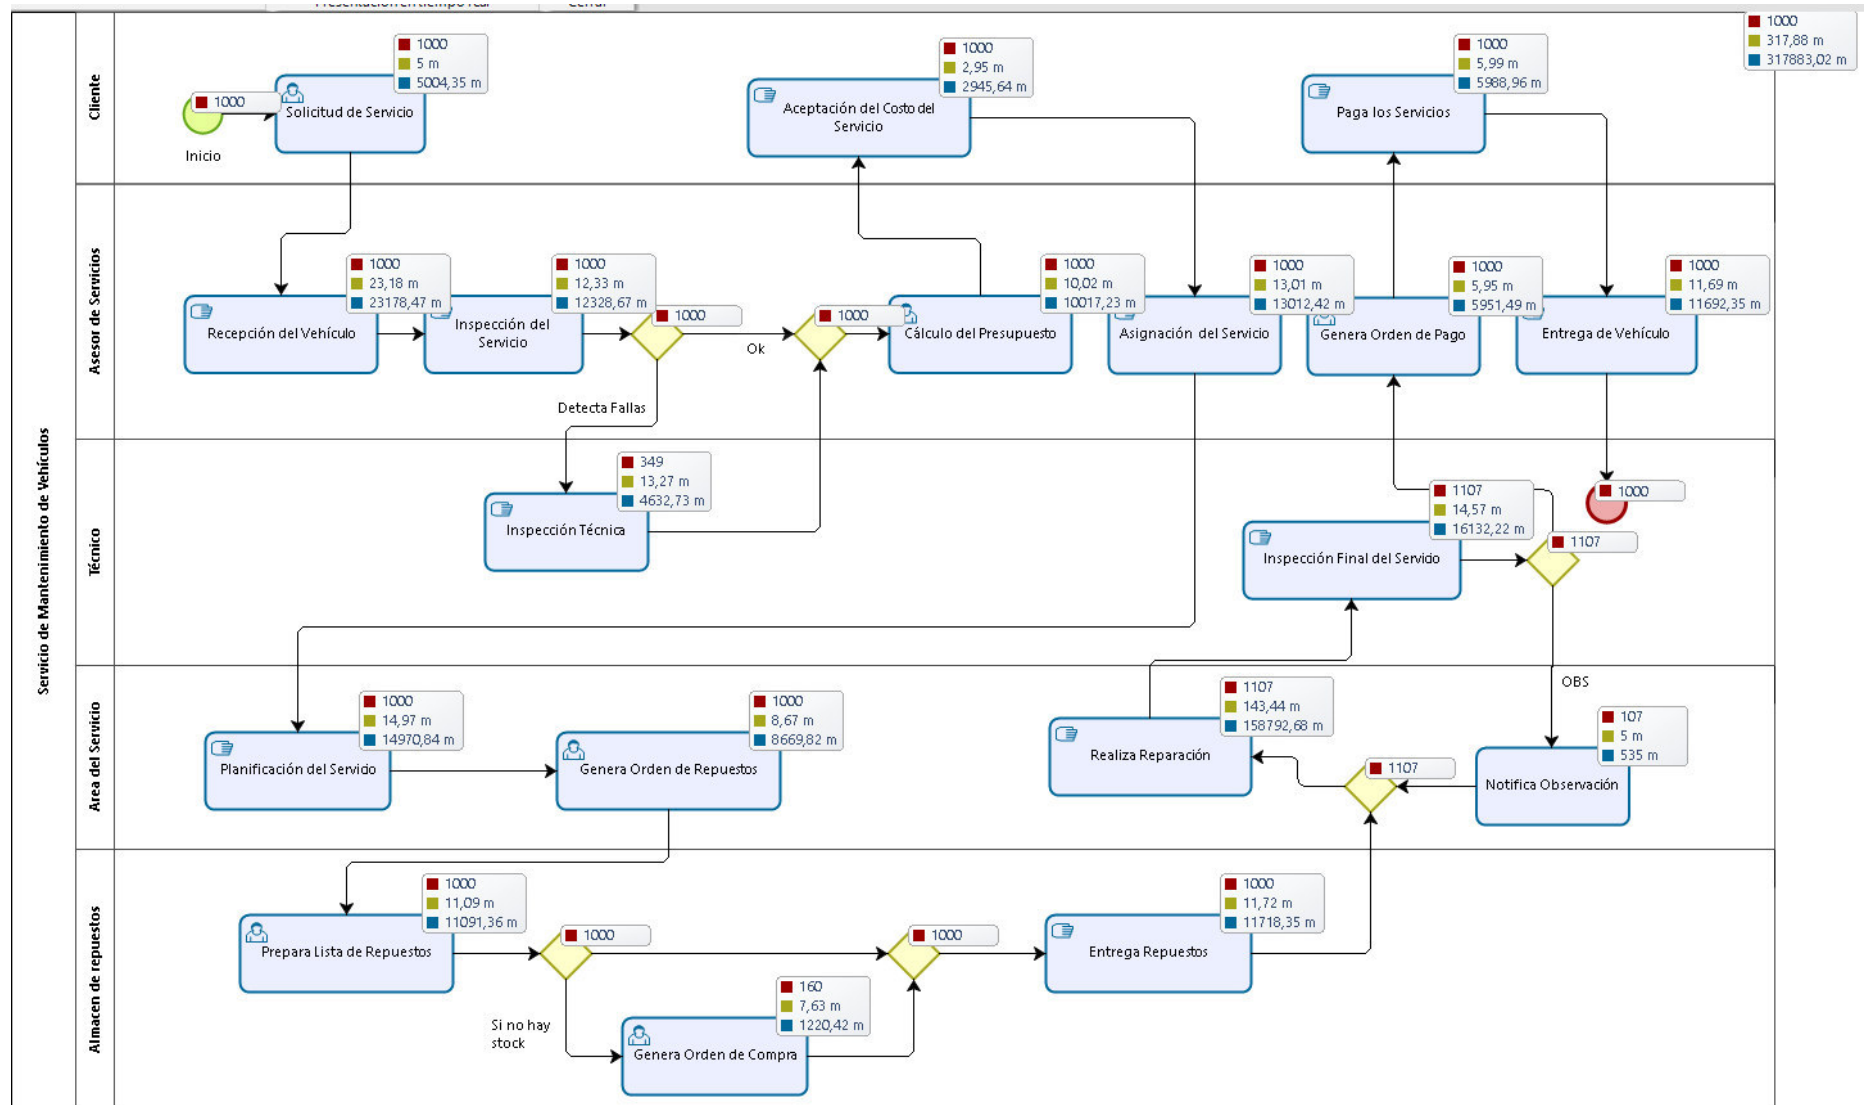 Presentación en tiempo real
Cerrar
Servicio de Mantenimiento de Vehículos
Cliente
Inicio
1000
Solicitud de Servicio
1000
5 m
5004,35 m
Aceptación del Costo del
Servicio
1000
2,95 m
2945,64 m
Paga los Servicios
1000
5,99 m
5988,96 m
1000
317,88 m
317883,02 m
Asesor de Servicios
Recepción del Vehículo
1000
23,18 m
23178,47 m
Inspección del
Servicio
1000
12,33 m
12328,67 m
1000
Ok
Detecta Fallas
1000
Cálculo del Presupuesto
1000
10,02 m
10017,23 m
Asignación del Servicio
1000
13,01 m
13012,42 m
Genera Orden de Pago
1000
5,95 m
5951,49 m
Entrega de Vehículo
1000
11,69 m
11692,35 m
Técnico
Inspección Técnica
349
13,27 m
4632,73 m
Inspección Final del Servicio
1107
14,57 m
16132,22 m
1107
1000
OBS
Area del Servicio
Planificación del Servicio
1000
14,97 m
14970,84 m
Genera Orden de Repuestos
1000
8,67 m
8669,82 m
Realiza Reparación
1107
143,44 m
158792,68 m
1107
Notifica Observación
107
5 m
535 m
Almacen de repuestos
Prepara Lista de Repuestos
1000
11,09 m
11091,36 m
1000
Si no hay
stock
Genera Orden de Compra
160
7,63 m
1220,42 m
1000
Entrega Repuestos
1000
11,72 m
11718,35 m